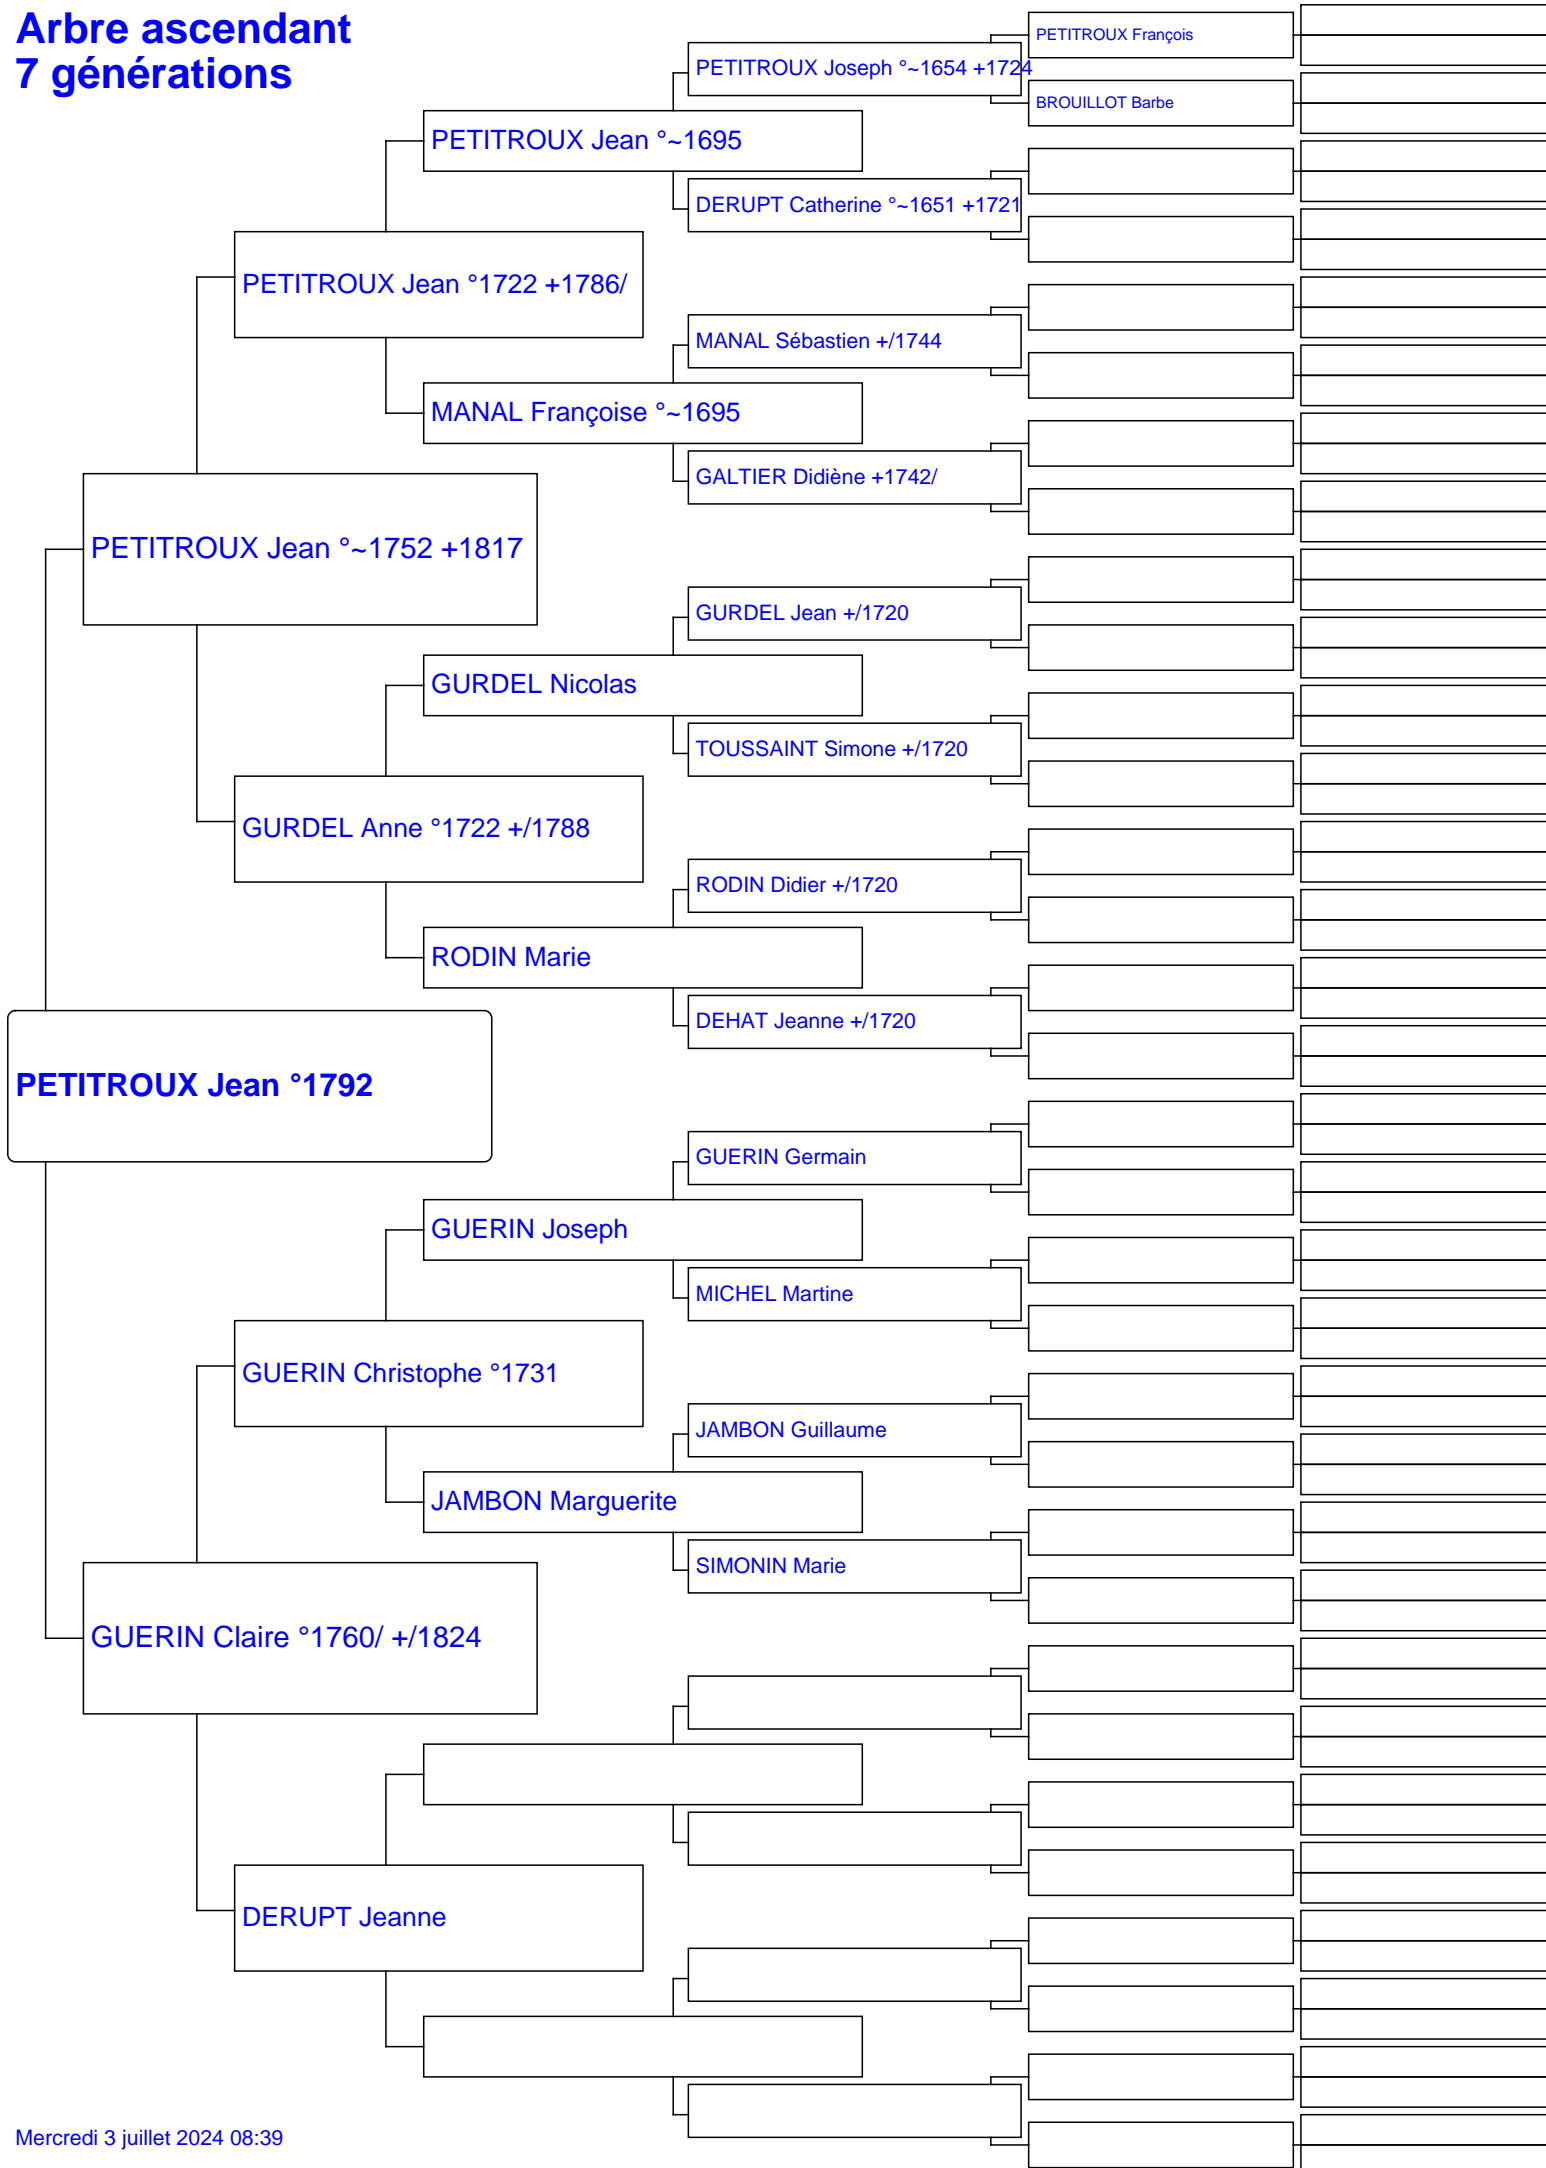 Arbre ascendant
7 générations
PETITROUX François
PETITROUX Joseph °~1654 +1724
BROUILLOT Barbe
PETITROUX Jean °~1695
DERUPT Catherine °~1651 +1721
PETITROUX Jean °1722 +1786/
MANAL Sébastien +/1744
MANAL Françoise °~1695
GALTIER Didiène +1742/
PETITROUX Jean °~1752 +1817
GURDEL Jean +/1720
GURDEL Nicolas
TOUSSAINT Simone +/1720
GURDEL Anne °1722 +/1788
RODIN Didier +/1720
RODIN Marie
DEHAT Jeanne +/1720
PETITROUX Jean °1792
GUERIN Germain
GUERIN Joseph
MICHEL Martine
GUERIN Christophe °1731
JAMBON Guillaume
JAMBON Marguerite
SIMONIN Marie
GUERIN Claire °1760/ +/1824
DERUPT Jeanne
Mercredi 3 juillet 2024 08:39